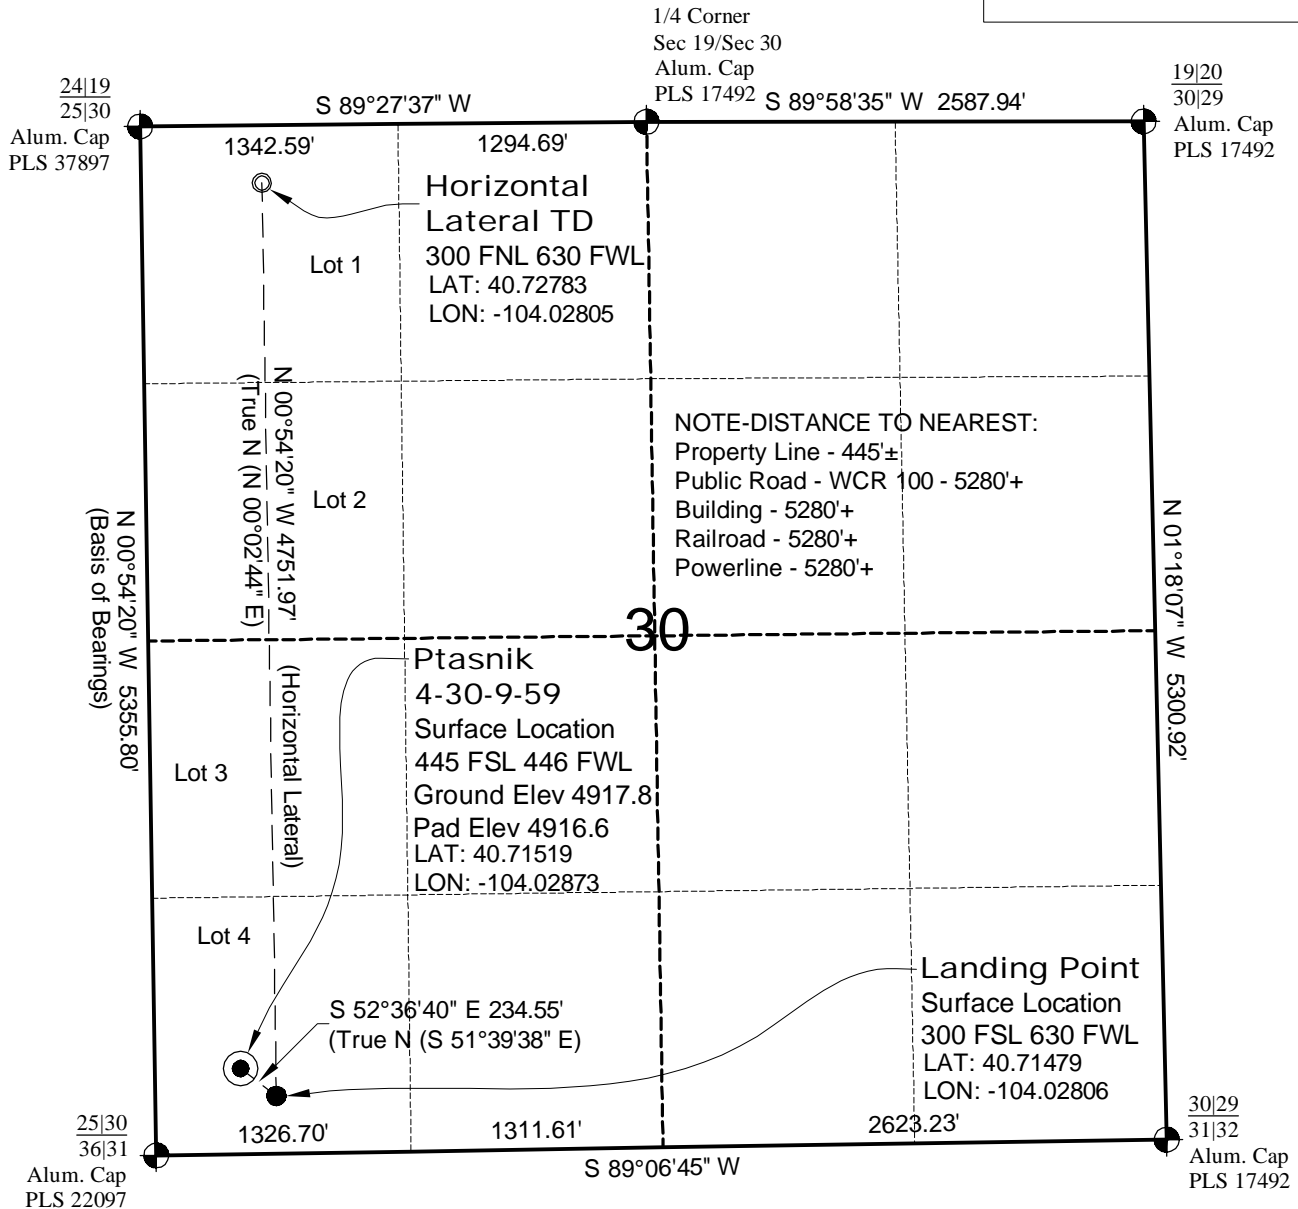 1/4 Corner
Sec 19/Sec 30
Alum. Cap
PLS 17492
24|19
25|30
Alum. Cap
PLS 37897
S 89°27'37" W
S 89°58'35" W 2587.94'
19|20
30|29
Alum. Cap
PLS 17492
1342.59'
1294.69'
Horizontal
Lateral TD
300 FNL 630 FWL
LAT: 40.72783
LON: -104.02805
Lot 1
N 00°54'20" W 4751.97'
(True N (N 00°02'44" E)
Lot 2
NOTE-DISTANCE TO NEAREST:
Property Line - 445'±
Public Road - WCR 100 - 5280'+
Building - 5280'+
Railroad - 5280'+
Powerline - 5280'+
N 00°54'20" W 5355.80'
(Basis of Bearings)
N 01°18'07" W 5300.92'
30
(Horizontal Lateral)
Ptasnik
4-30-9-59
Surface Location
445 FSL 446 FWL
Ground Elev 4917.8
Pad Elev 4916.6
LAT: 40.71519
LON: -104.02873
Lot 3
Lot 4
S 52°36'40" E 234.55'
(True N (S 51°39'38" E)
Landing Point
Surface Location
300 FSL 630 FWL
LAT: 40.71479
LON: -104.02806
25|30
36|31
Alum. Cap
PLS 22097
1326.70'
1311.61'
2623.23'
S 89°06'45" W
30|29
31|32
Alum. Cap
PLS 17492